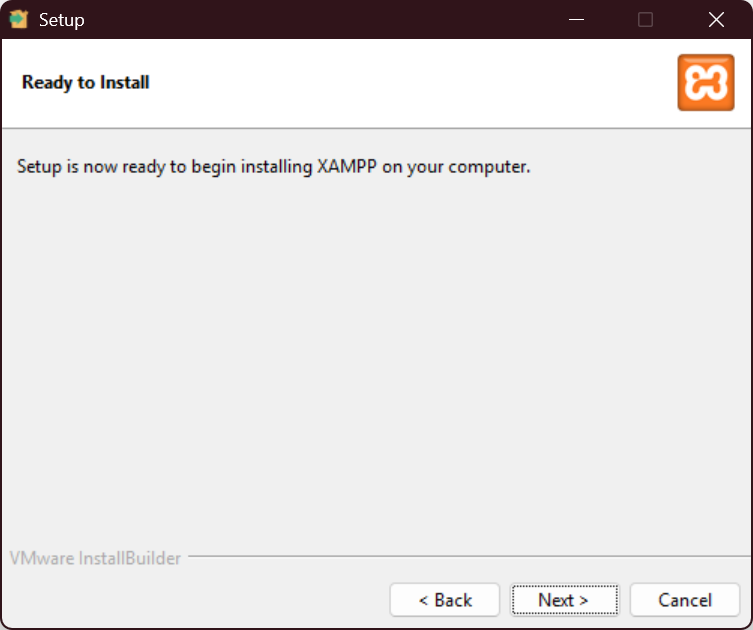 Setup
Ready to Install
Setup is now ready to begin installing XAMPP on your computer.
VMware InstallBuilder
< Back
Next >
Cancel